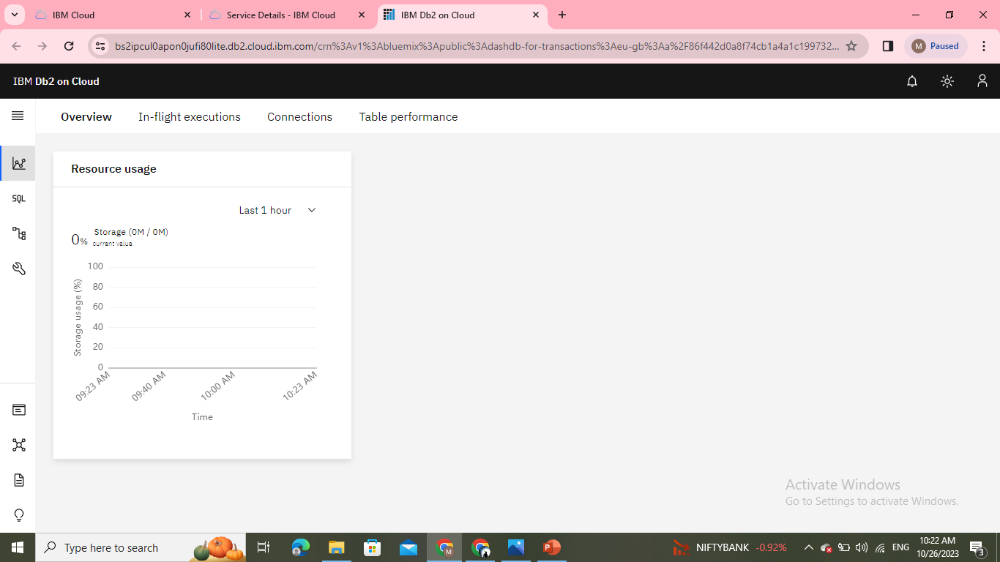 IBM Cloud
Service Details - IBM Cloud
IBM Db2 on Cloud
bs2ipcul0apon0jufi80lite.db2.cloud.ibm.com/crn%3Av1%3Abluemix%3Apublic%3Adashdb-for-transactions%3Aeu-gb%3Aa%2F86f442d0a8f74cb1a4a1c199732...
M Paused
IBM Db2 on Cloud
Overview In-flight executions Connections Table performance
SQL
Resource usage
Last 1 hour
0% Storage (0M / 0M)
current value
Storage usage (%)
100
80
60
40
20
0
09:23 AM 09:40 AM 10:00 AM 10:23 AM
Time
Activate Windows
Go to Settings to activate Windows.
Type here to search
M
P
NIFTYBANK -0.92%
ENG
10:22 AM
10/26/2023
3